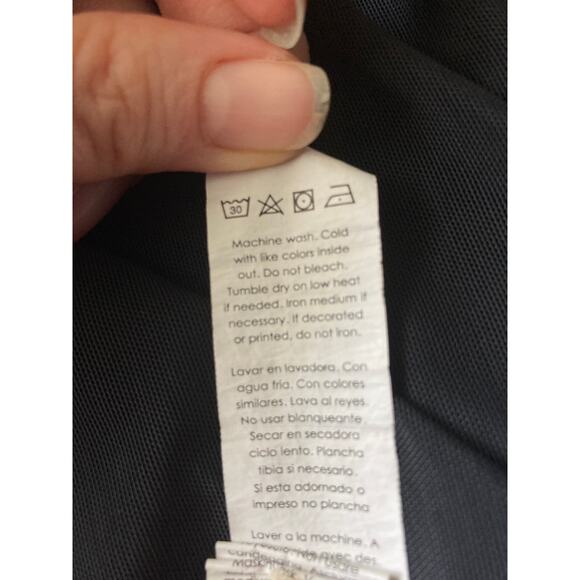 30
Machine wash. Cold
with like colors inside
out. Do not bleach.
Tumble dry on low heat
if needed. Iron medium if
necessary. If decorated
or printed, do not iron.
Lavar en lavadora. Con
agua fria. Con colores
similares. Lava al reyes.
No usar blanqueante
Secar en secadora
ciclo lento. Plancha
tibia si necesario.
Si esta adornado o
impreso no plancha
Laver a la machine. A
avec des